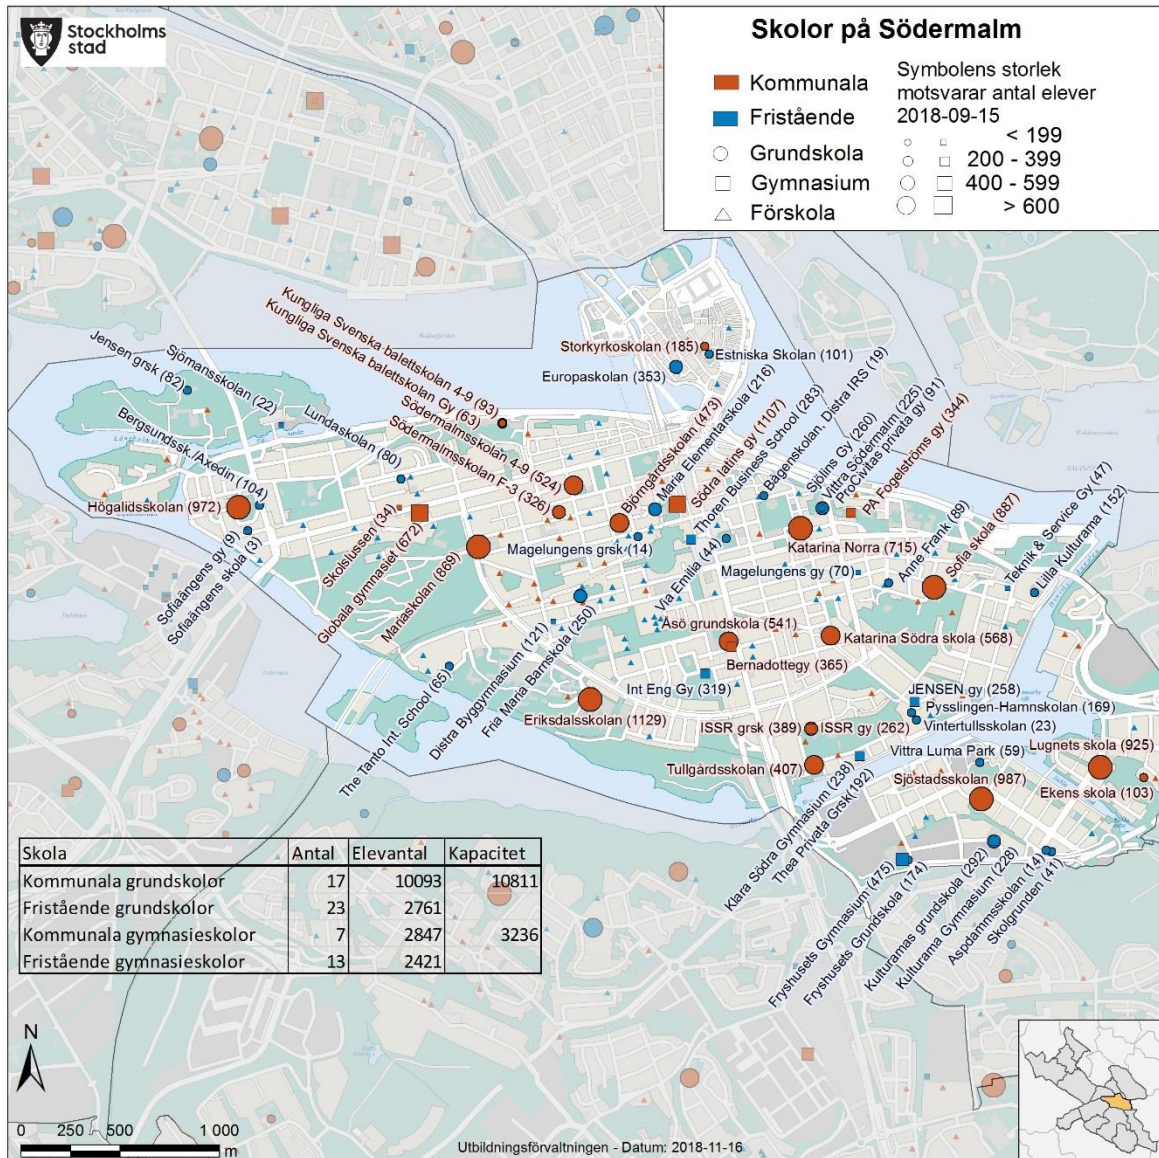 Stockholms
stad
Skolor på Södermalm
Kommunala
Fristående
Grundskola
Gymnasium
Förskola
Symbolens storlek
motsvarar antal elever
2018-09-15
< 199
200 - 399
400 - 599
> 600
Kungliga Svenska balettskolan 4-9 (93)
Kungliga Svenska balettskolan Gy (63)
Södermalmsskolan 4-9 (524)
Södermalmsskolan F-3 (326)
Jensen grsk (82)
Sjömansskolan (22)
Bergsundssk./Axedin (104)
Lundaskolan (80)
Högalidsskolan (972)
Sofiaängens gy (9)
Sofiaängens skola (3)
Skolslussen (34)
Globala gymnasiet (672)
Mariaskolan (869)
Storkyrkoskolan (185)
Estniska Skolan (101)
Europaskolan (353)
Björngårdsskolan (473)
Maria Elementarskola (216)
Södra latins gy (1107)
Thoren Business School (283)
Bågenskolan, Distra IRS (19)
Sjölins Gy (260)
Vittra Södermalm (225)
ProCivitas privata gy (91)
PA Fogelströms gy (344)
Magelungens grsk (14)
Via Emilia (44)
Katarina Norra (715)
Magelungens gy (70)
Anne Frank (89)
Sofia skola (887)
Teknik & Service Gy (47)
Lilla Kulturama (152)
Åsö grundskola (541)
Katarina Södra skola (568)
Bernadottegy (365)
Int Eng Gy (319)
The Tanto Int. School (65)
Distra Byggymnasium (121)
Fria Maria Barnskola (250)
Eriksdalsskolan (1129)
ISSR grsk (389)
ISSR gy (262)
Tullgårdsskolan (407)
JENSEN gy (258)
Pysslingen-Hamnskolan (169)
Vintertullsskolan (23)
Vittra Luma Park (59)
Lugnets skola (925)
Sjöstadsskolan (987)
Ekens skola (103)
Klara Södra Gymnasium (238)
Thea Privata Grsk(192)
Fryshusets Gymnasium (475)
Fryshusets Grundskola (174)
Kulturamas grundskola (292)
Kulturama Gymnasium (228)
Aspdammsskolan (14)
Skolgrunden (41)
Skola Antal Elevantal Kapacitet
Kommunala grundskolor 17 10093 10811
Fristående grundskolor 23 2761
Kommunala gymnasieskolor 7 2847 3236
Fristående gymnasieskolor 13 2421
N
0 250 500 1 000
m
Utbildningsförvaltningen - Datum: 2018-11-16